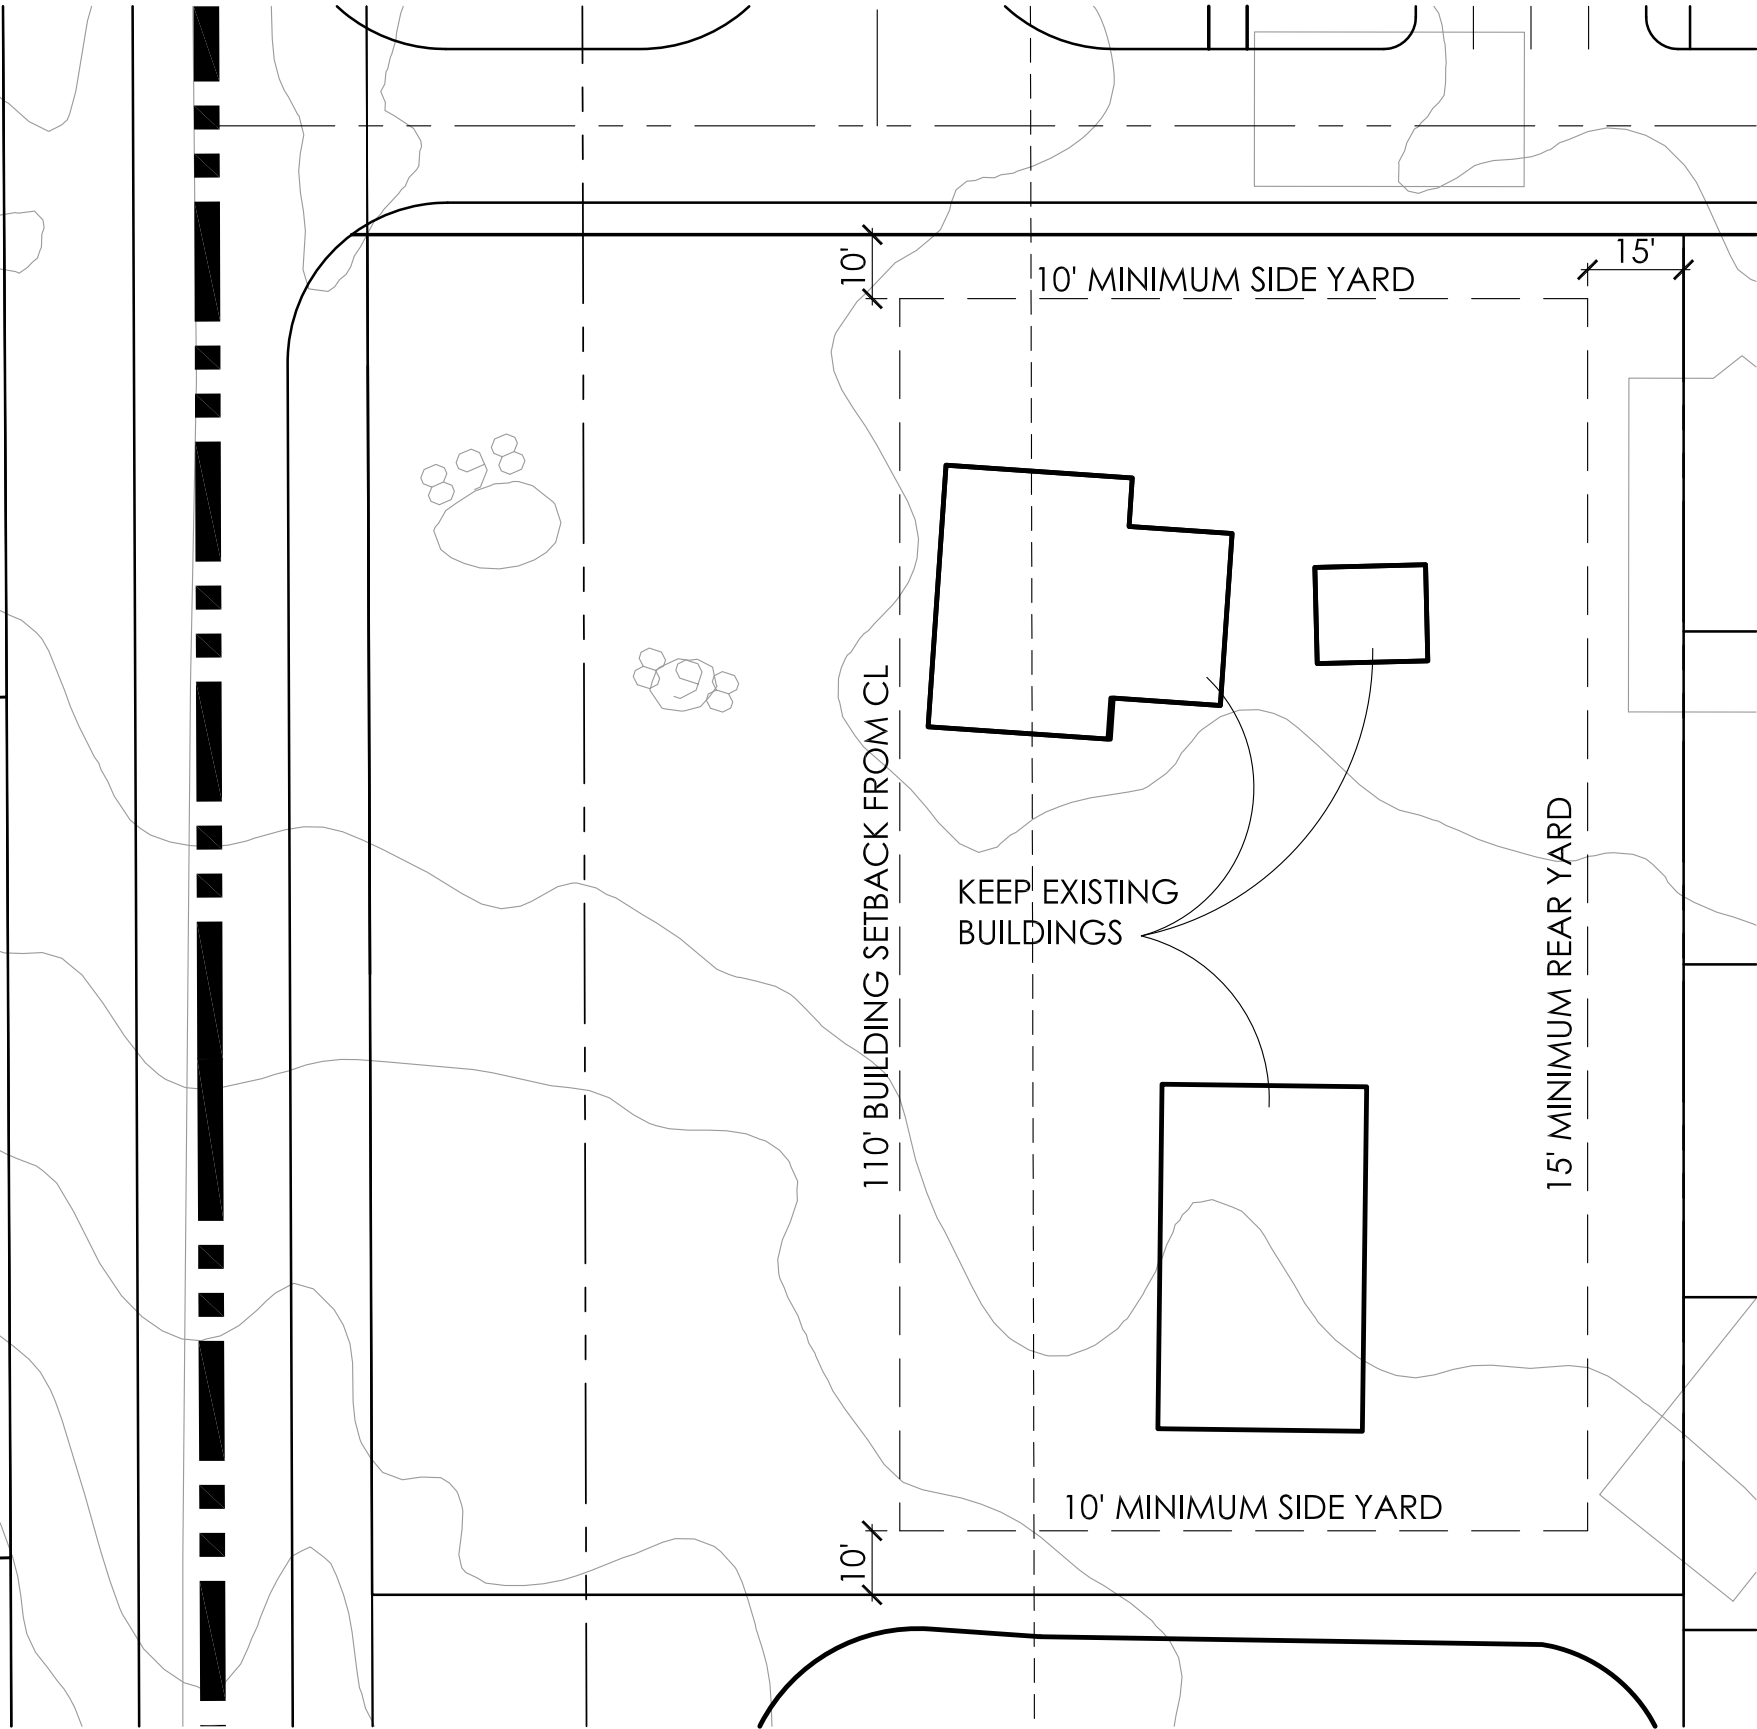 15'
10'
10' MINIMUM SIDE YARD
110' BUILDING SETBACK FROM CL
15' MINIMUM REAR YARD
KEEP EXISTING
BUILDINGS
10' MINIMUM SIDE YARD
10'